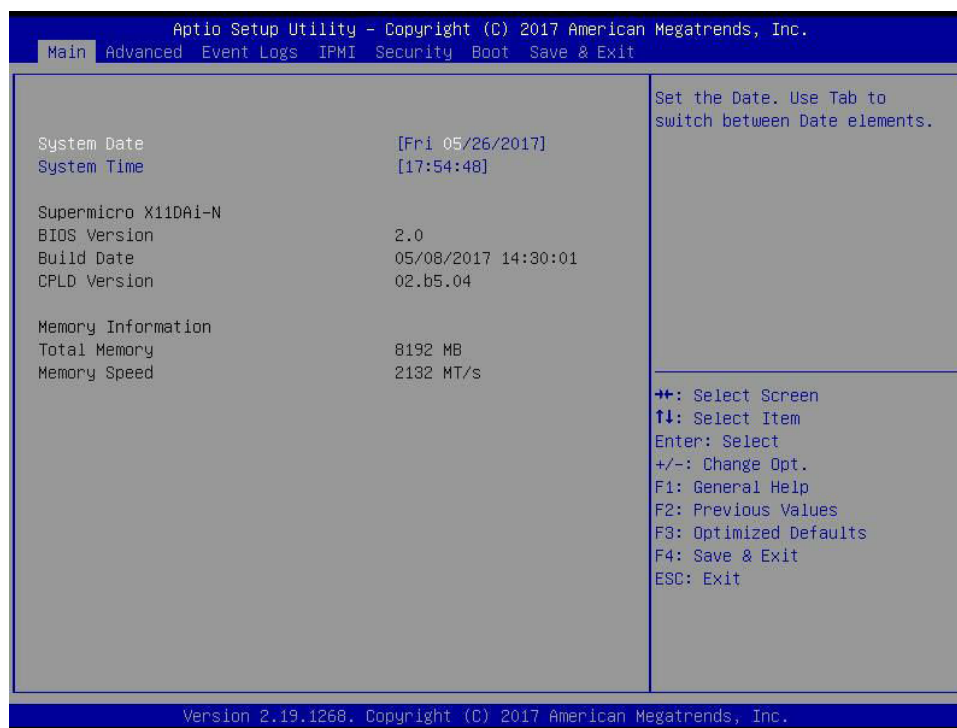 Aptio Setup Utility – Copyright (C) 2017 American Megatrends, Inc.
Main Advanced Event Logs IPMI Security Boot Save & Exit
System Date [Fri 05/26/2017]
System Time [17:54:48]
Supermicro X11DAi-N
BIOS Version 2.0
Build Date 05/08/2017 14:30:01
CPLD Version 02.b5.04
Memory Information
Total Memory 8192 MB
Memory Speed 2132 MT/s
Set the Date. Use Tab to
switch between Date elements.
→←: Select Screen
↑↓: Select Item
Enter: Select
+/-: Change Opt.
F1: General Help
F2: Previous Values
F3: Optimized Defaults
F4: Save & Exit
ESC: Exit
Version 2.19.1268. Copyright (C) 2017 American Megatrends, Inc.